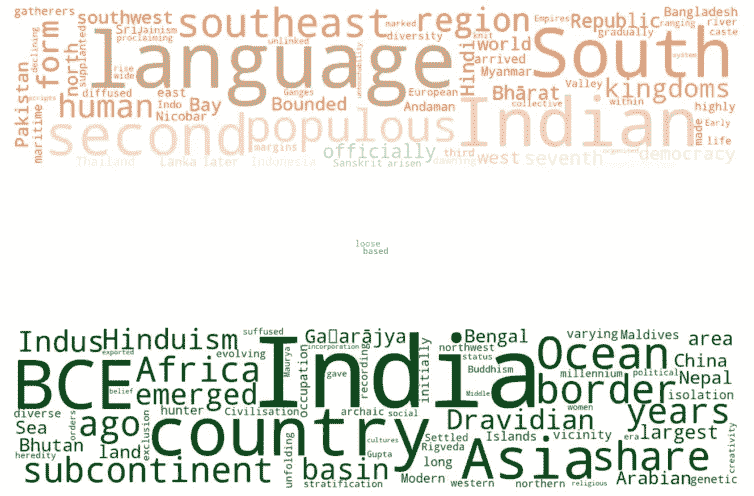 gatherers southwest southeast region Republic Bangladesh
Sri Jainism marked Empires ranging river
proclaiming unlinked diversity gradually caste
form north supplanted language Hindi world arrived South
declining rise wide knit system
Pakistan diffused east Ganges untouchability European Myanmar Valley
human Indo Bay Bounded Andaman Bhārat kingdoms
maritime scripts Nicobar collective within highly
second populous Indian made Early life
margins officially third west seventh organised democracy
Thailand Lanka later Indonesia Sanskrit arisen dawning
loose
based
Indus Hinduism suffused Gaṇarājya India Bengal varying Maldives area
exported evolving incorporation Maurya recording initially northwest Ocean China
BCE Africa belief emerged occupation gave status Buddhism millennium political Nepal
border isolation
diverse orders hunter Civilisation archaic social Middle women
Sea ago exclusion country cultures Dravidian years
Bhutan land unfolding Gupta Settled Islands vicinity era largest creativity
heredity Rigveda Asia share
subcontinent basin Modern long Arabian
stratification western northern religious genetic